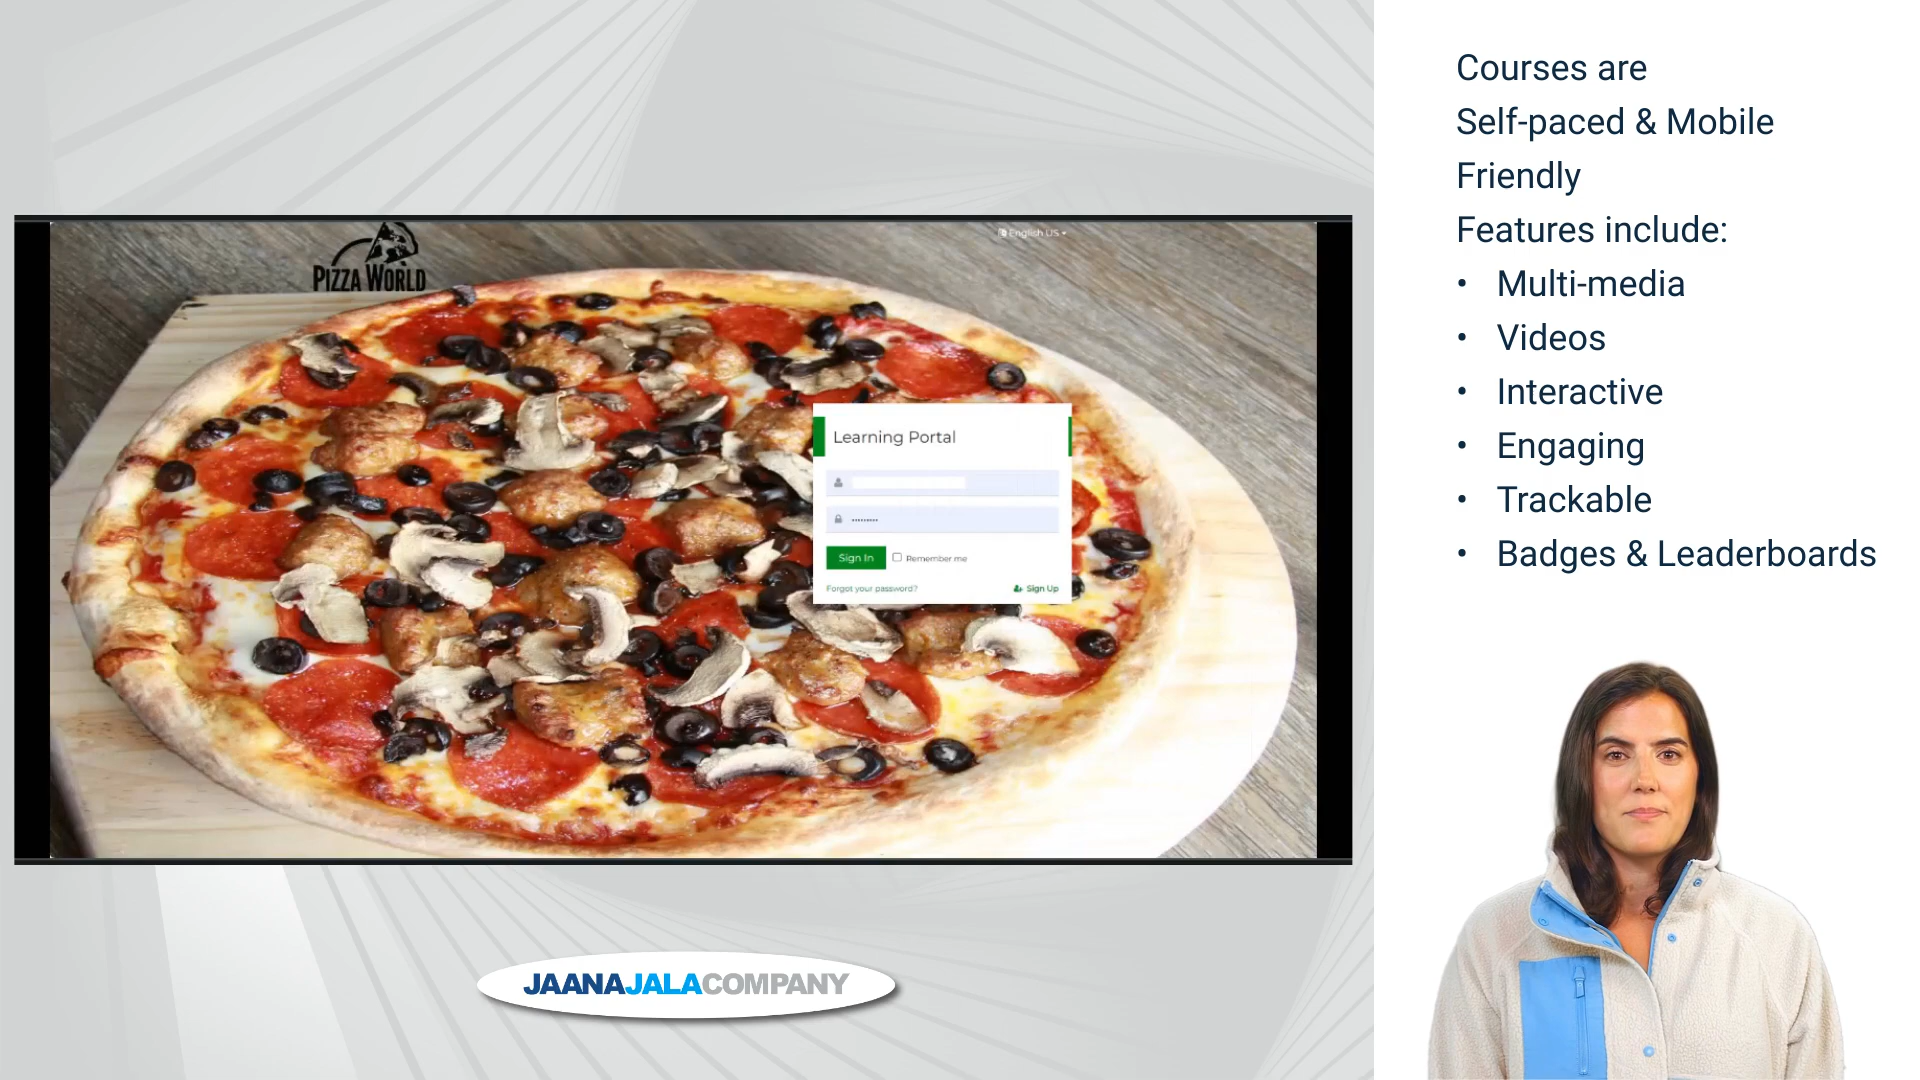 Courses are
Self-paced & Mobile
Friendly
Features include:
• Multi-media
• Videos
• Interactive
• Engaging
• Trackable
• Badges & Leaderboards
PIZZA WORLD
English US
Learning Portal
Sign In
Remember me
Forgot your password?
Sign Up
JAANAJALACOMPANY